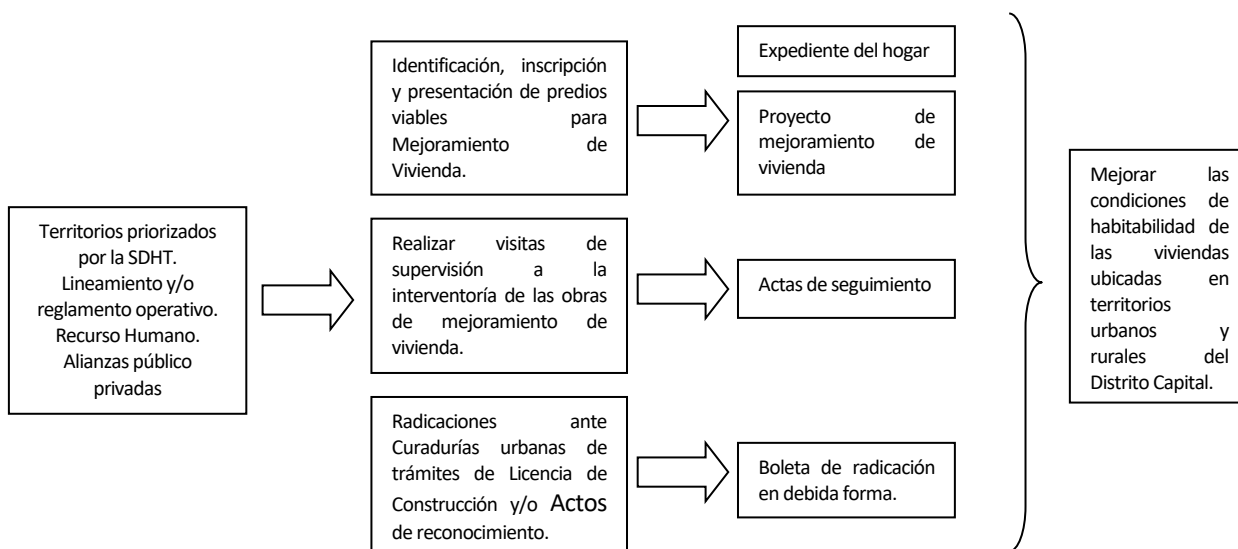 Territorios priorizados
por la SDHT.
Lineamiento y/o
reglamento operativo.
Recurso Humano.
Alianzas público
privadas
Identificación, inscripción
y presentación de predios
viables para
Mejoramiento de
Vivienda.
Expediente del hogar
Proyecto de
mejoramiento de
vivienda
Realizar visitas de
supervisión a la
interventoría de las obras
de mejoramiento de
vivienda.
Actas de seguimiento
Radicaciones ante
Curadurías urbanas de
trámites de Licencia de
Construcción y/o Actos
de reconocimiento.
Boleta de radicación
en debida forma.
Mejorar las
condiciones de
habitabilidad de
las viviendas
ubicadas en
territorios
urbanos y
rurales del
Distrito Capital.